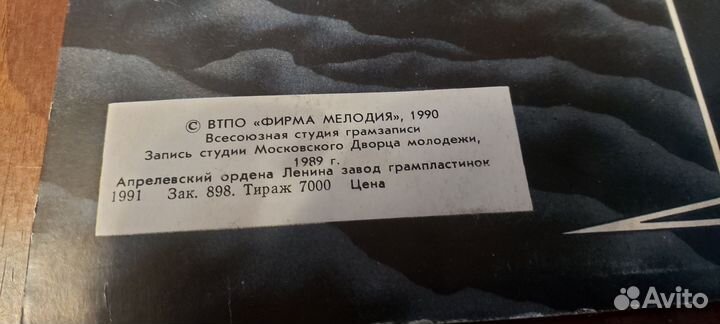 © ВТПО «ФИРМА МЕЛОДИЯ», 1990
Всесоюзная студия грамзаписи
Запись студии Московского Дворца молодежи,
1989 г.
Апрелевский ордена Ленина завод грампластинок
1991 Зак. 898. Тираж 7000 Цена
Avito